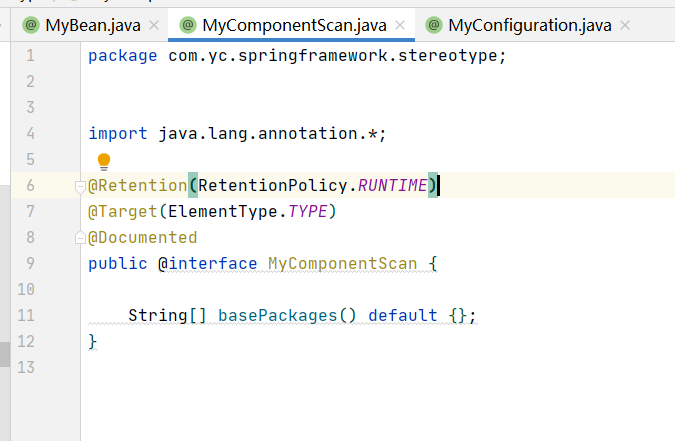 MyBean.java MyComponentScan.java MyConfiguration.java
1 package com.yc.springframework.stereotype;
2
3
4 import java.lang.annotation.*;
5
6 @Retention(RetentionPolicy.RUNTIME)
7 @Target(ElementType.TYPE)
8 @Documented
9 public @interface MyComponentScan {
10
11 String[] basePackages() default {};
12 }
13